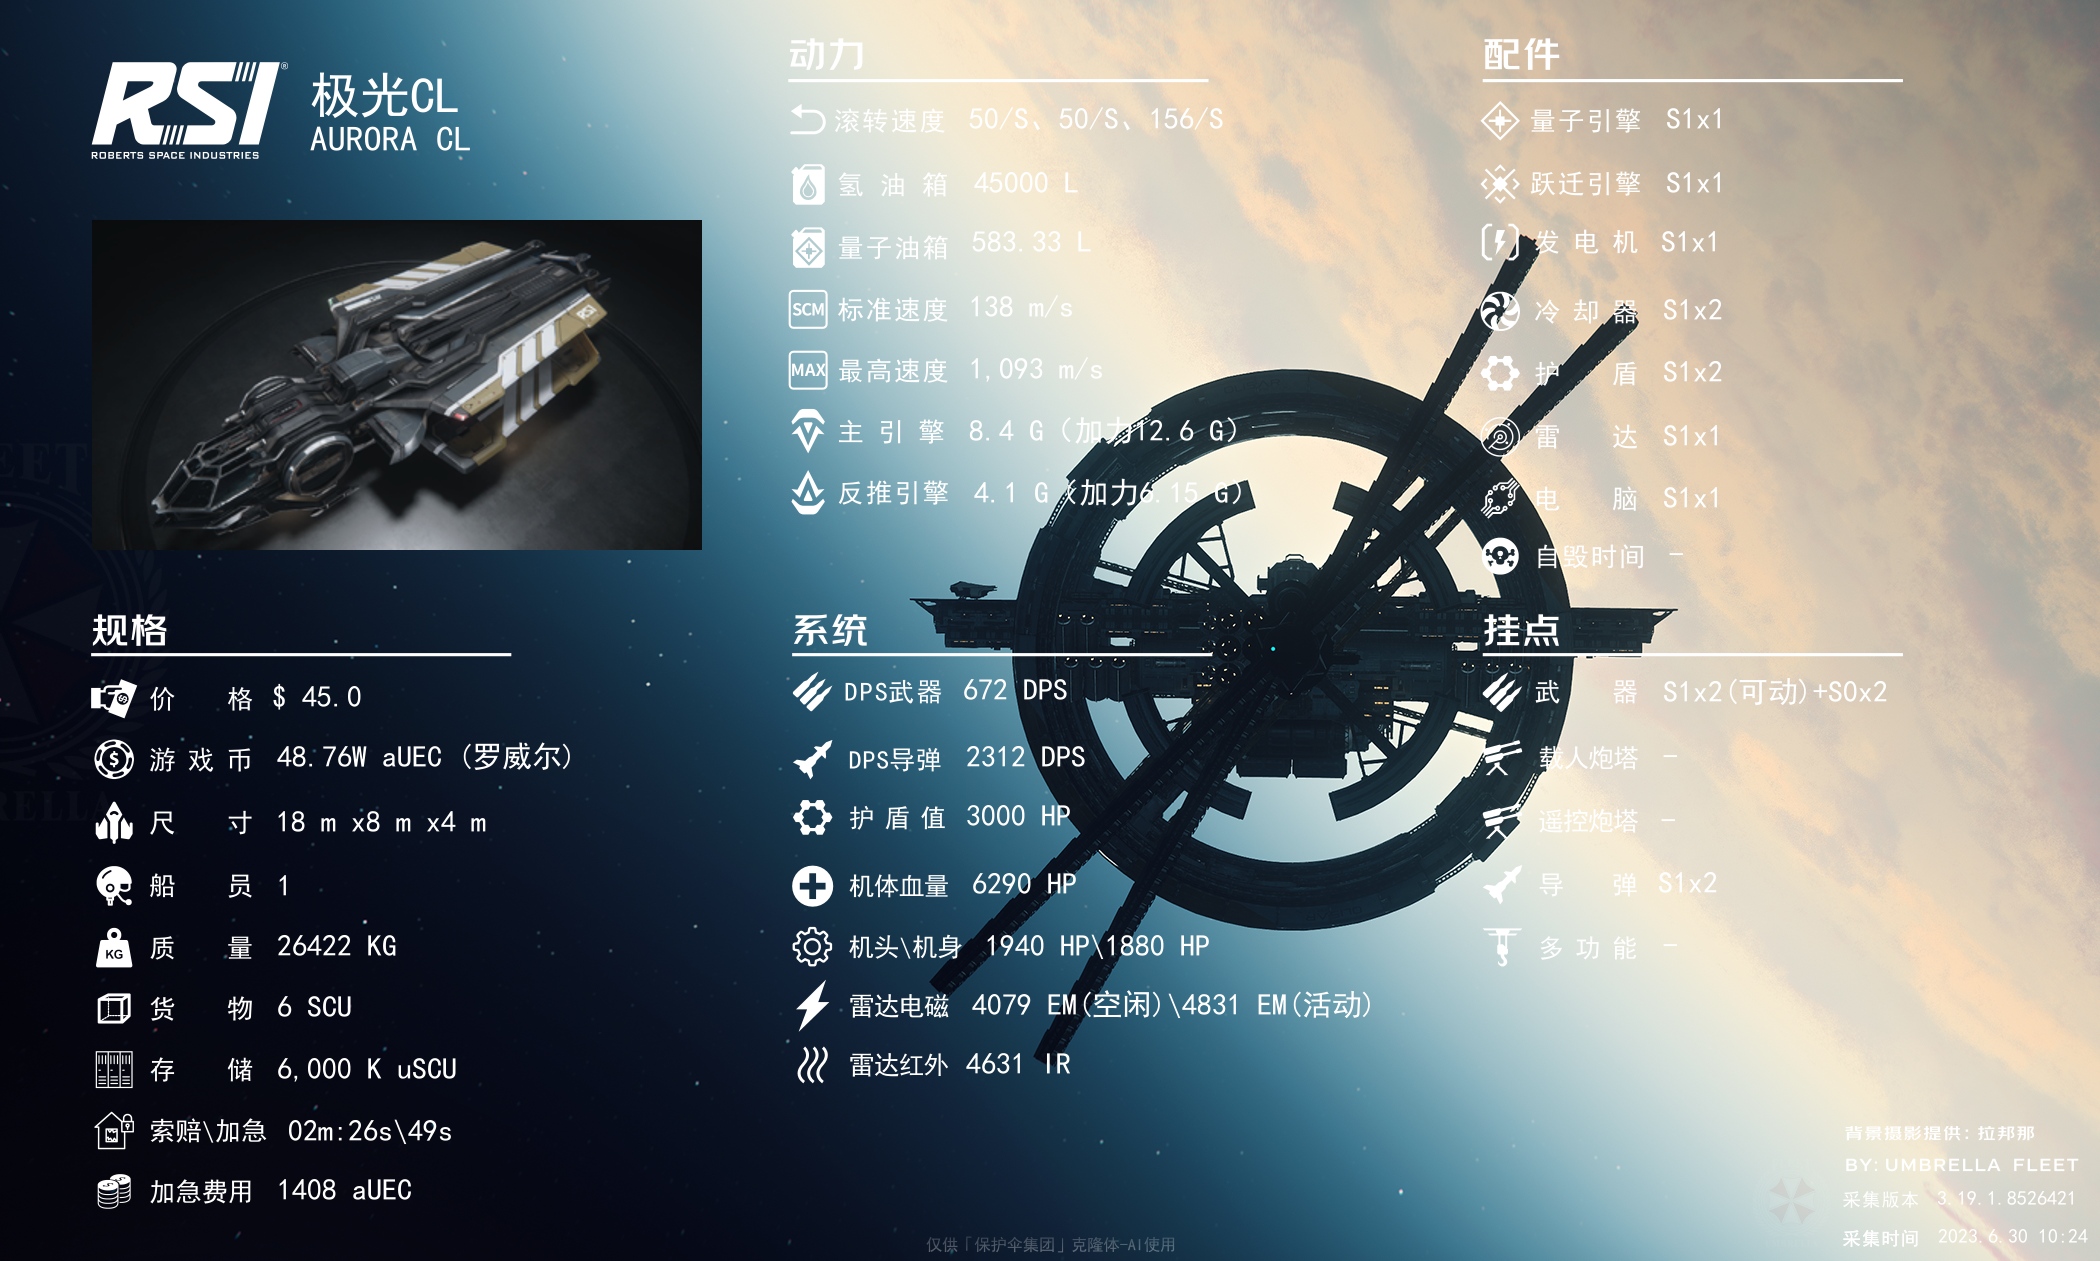 RSI®
ROBERTS SPACE INDUSTRIES
极光CL
AURORA CL
规格
价格 $ 45.0
游戏币 48.76W aUEC (罗威尔)
尺寸 18 m x8 m x4 m
船员 1
KG 质量 26422 KG
货物 6 SCU
存储 6,000 K uSCU
索赔\加急 02m:26s\49s
加急费用 1408 aUEC
动力
滚转速度 50/S、50/S、156/S
氢油箱 45000 L
量子油箱 583.33 L
SCM 标准速度 138 m/s
MAX 最高速度 1,093 m/s
主引擎 8.4 G (加力12.6 G)
反推引擎 4.1 G (加力6.15 G)
系统
DPS武器 672 DPS
DPS导弹 2312 DPS
护盾值 3000 HP
机体血量 6290 HP
机头\机身 1940 HP\1880 HP
雷达电磁 4079 EM(空闲)\4831 EM(活动)
雷达红外 4631 IR
配件
量子引擎 S1x1
跃迁引擎 S1x1
发电机 S1x1
冷却器 S1x2
护盾 S1x2
雷达 S1x1
电脑 S1x1
自毁时间 -
挂点
武器 S1x2(可动)+S0x2
载人炮塔 -
遥控炮塔 -
导弹 S1x2
多功能 -
背景摄影提供: 拉邦那
BY: UMBRELLA FLEET
采集版本 3.19.1.8526421
采集时间 2023.6.30 10:24
仅供「保护伞集团」克隆体-AI使用